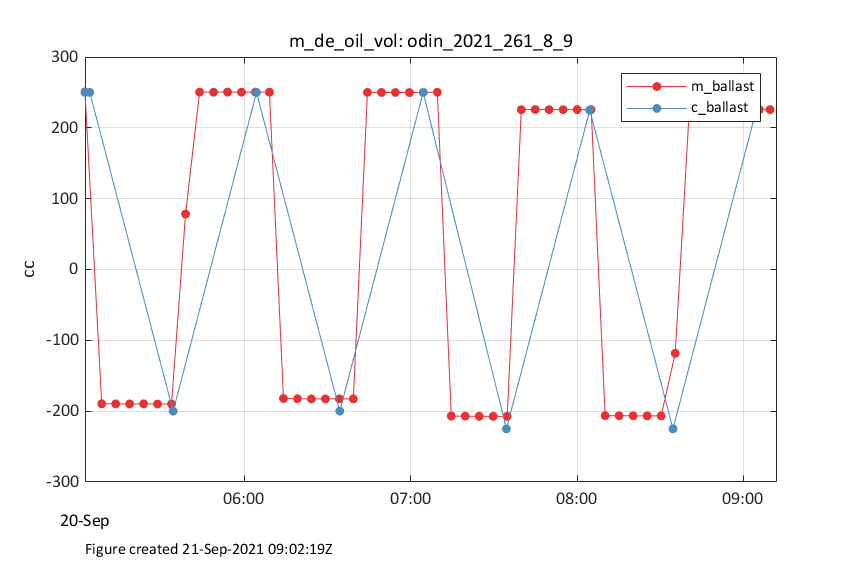 m_de_oil_vol: odin_2021_261_8_9
300
200
100
0
-100
-200
-300
cc
m_ballast
c_ballast
06:00
07:00
08:00
09:00
20-Sep
Figure created 21-Sep-2021 09:02:19Z